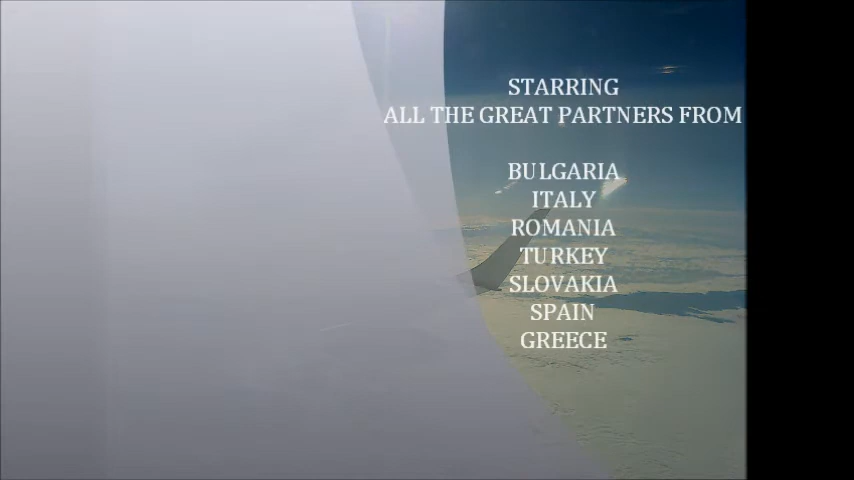 STARRING
ALL THE GREAT PARTNERS FROM
BULGARIA
ITALY
ROMANIA
TURKEY
SLOVAKIA
SPAIN
GREECE